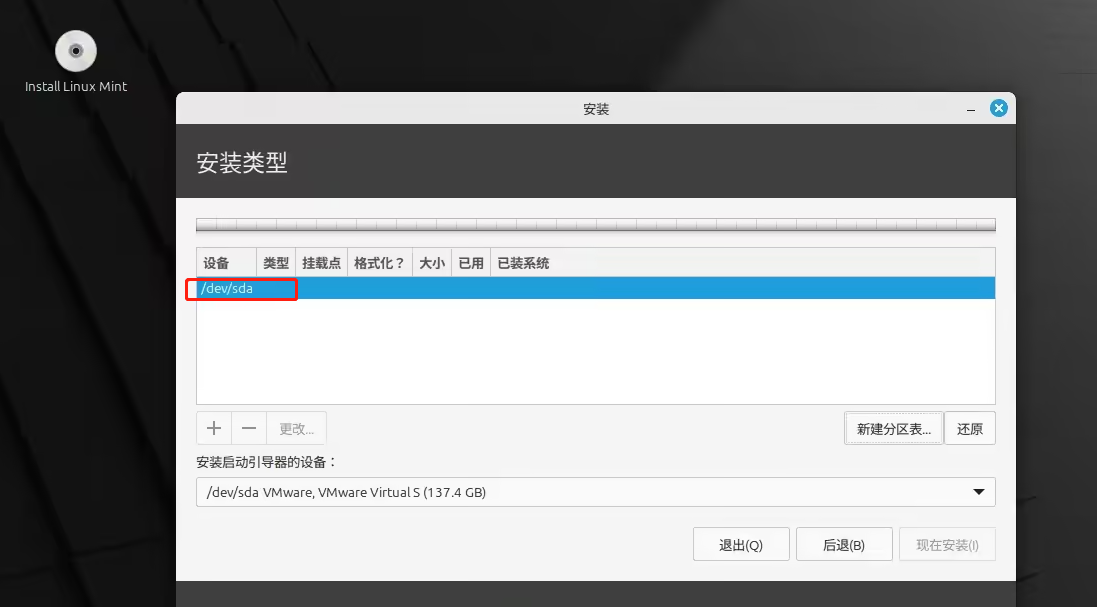 Install Linux Mint
安装
安装类型
设备 类型 挂载点 格式化？ 大小 已用 已装系统
/dev/sda
更改...
新建分区表... 还原
安装启动引导器的设备：
/dev/sda VMware, VMware Virtual S (137.4 GB)
退出(Q) 后退(B) 现在安装(I)